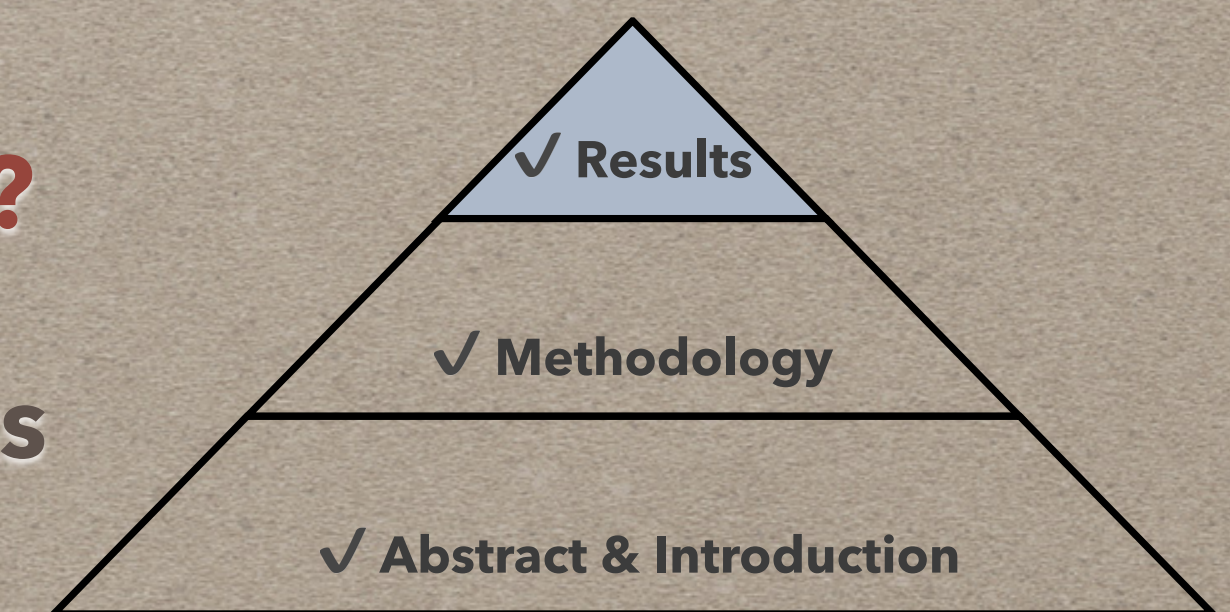 ?
✓ Results
✓ Methodology
s
✓ Abstract & Introduction